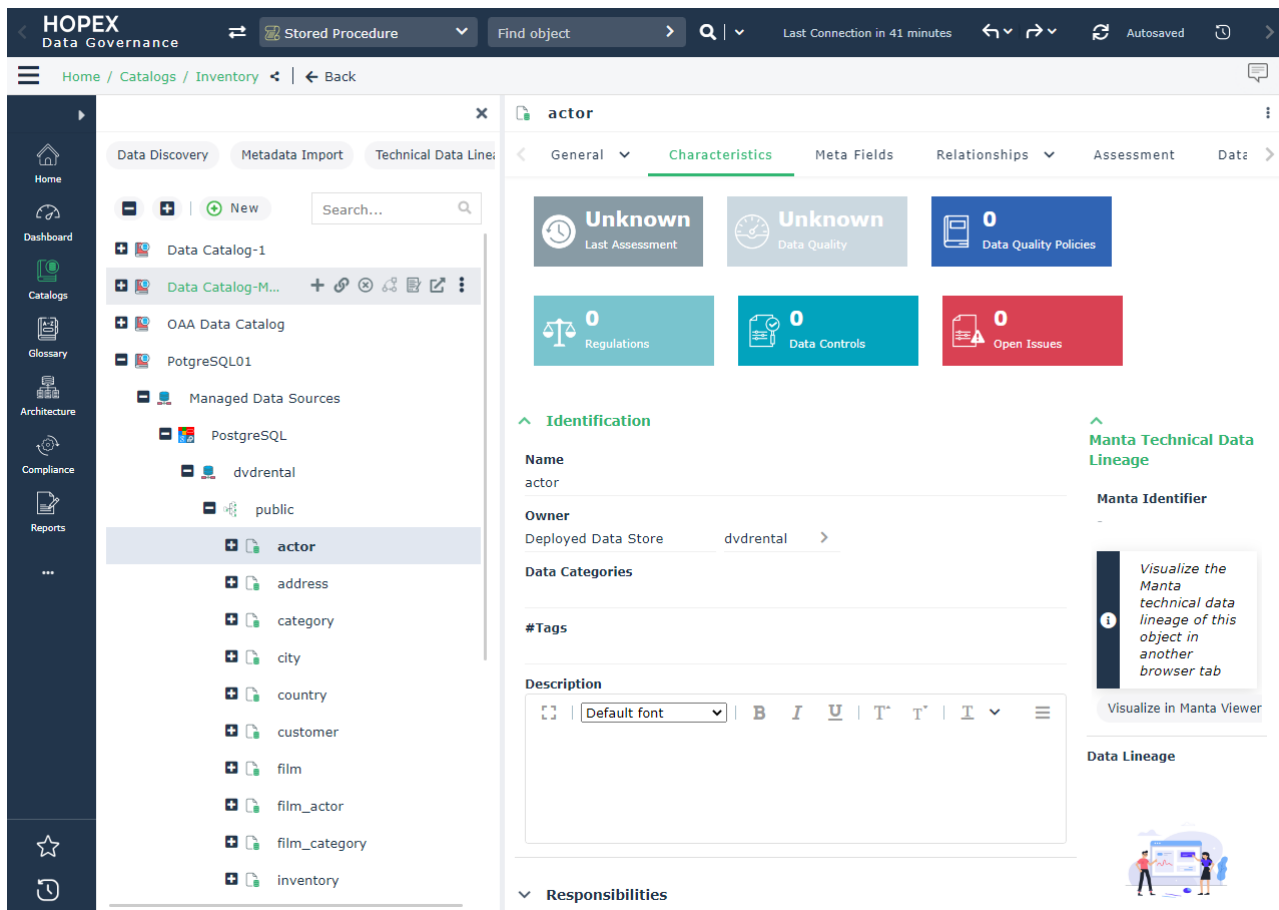 HOPEX
Data Governance
Stored Procedure
Find object
Last Connection in 41 minutes
Autosaved
Home / Catalogs / Inventory
Back
Home
Dashboard
Catalogs
Glossary
Architecture
Compliance
Reports
...
Data Discovery
Metadata Import
Technical Data Linea
New
Search...
Data Catalog-1
Data Catalog-M...
OAA Data Catalog
PotgreSQL01
Managed Data Sources
PostgreSQL
dvdrental
public
actor
address
category
city
country
customer
film
film_actor
film_category
inventory
actor
General
Characteristics
Meta Fields
Relationships
Assessment
Data
Unknown
Last Assessment
Unknown
Data Quality
0
Data Quality Policies
0
Regulations
0
Data Controls
0
Open Issues
Identification
Name
actor
Owner
Deployed Data Store
dvdrental
Data Categories
#Tags
Description
Default font
B I U T T T
Responsibilities
Manta Technical Data
Lineage
Manta Identifier
-
Visualize the
Manta
technical data
lineage of this
object in
another
browser tab
Visualize in Manta Viewer
Data Lineage